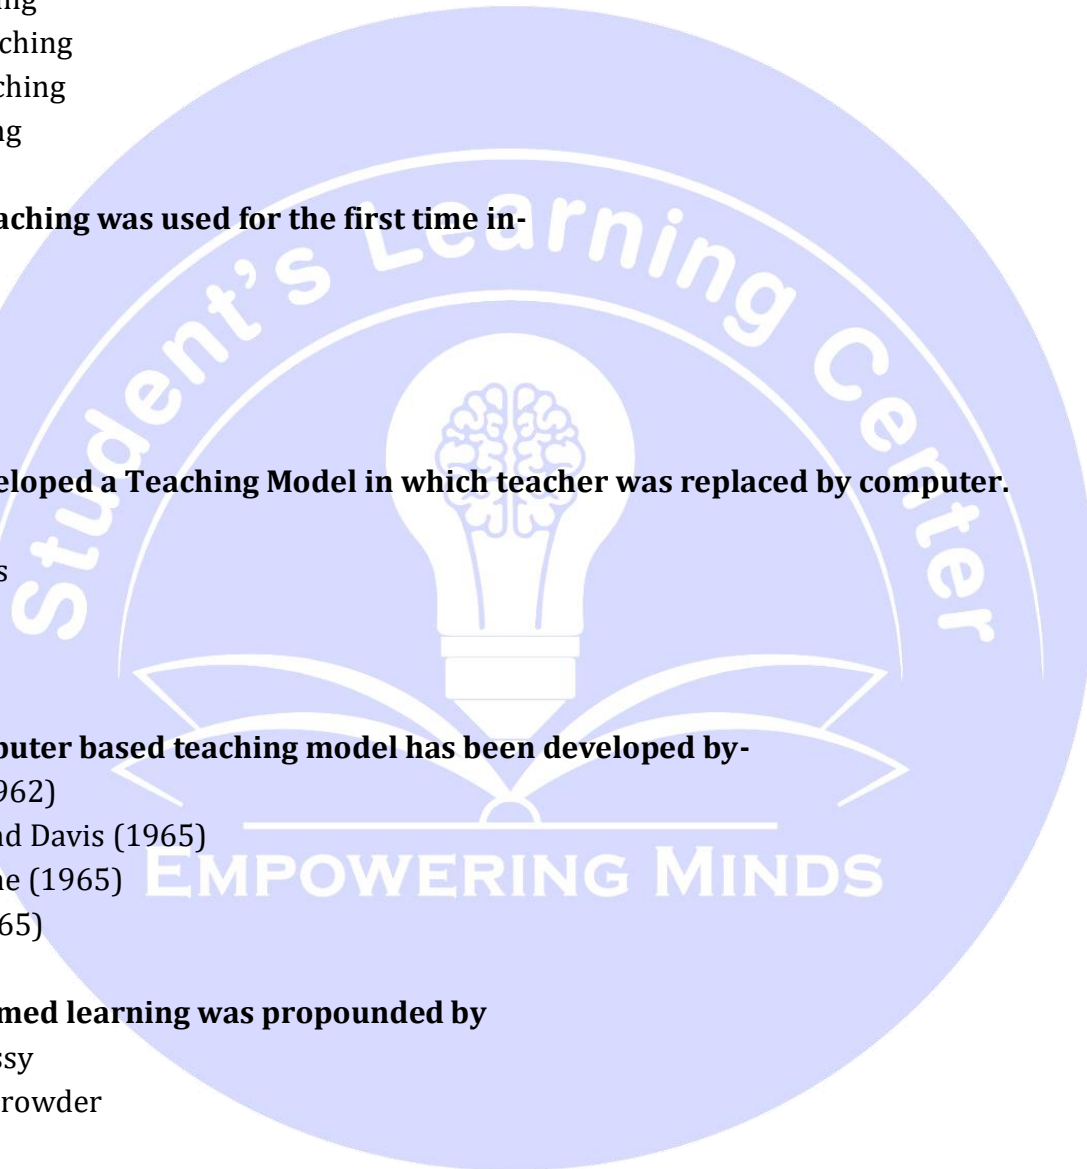 ing
ching
ching
ng
aching was used for the first time in-
eloped a Teaching Model in which teacher was replaced by computer.
s
puter based teaching model has been developed by-
962)
nd Davis (1965)
ne (1965)
65)
med learning was propounded by
ssy
rowder
Student's Learning Center
EMPOWERING MINDS